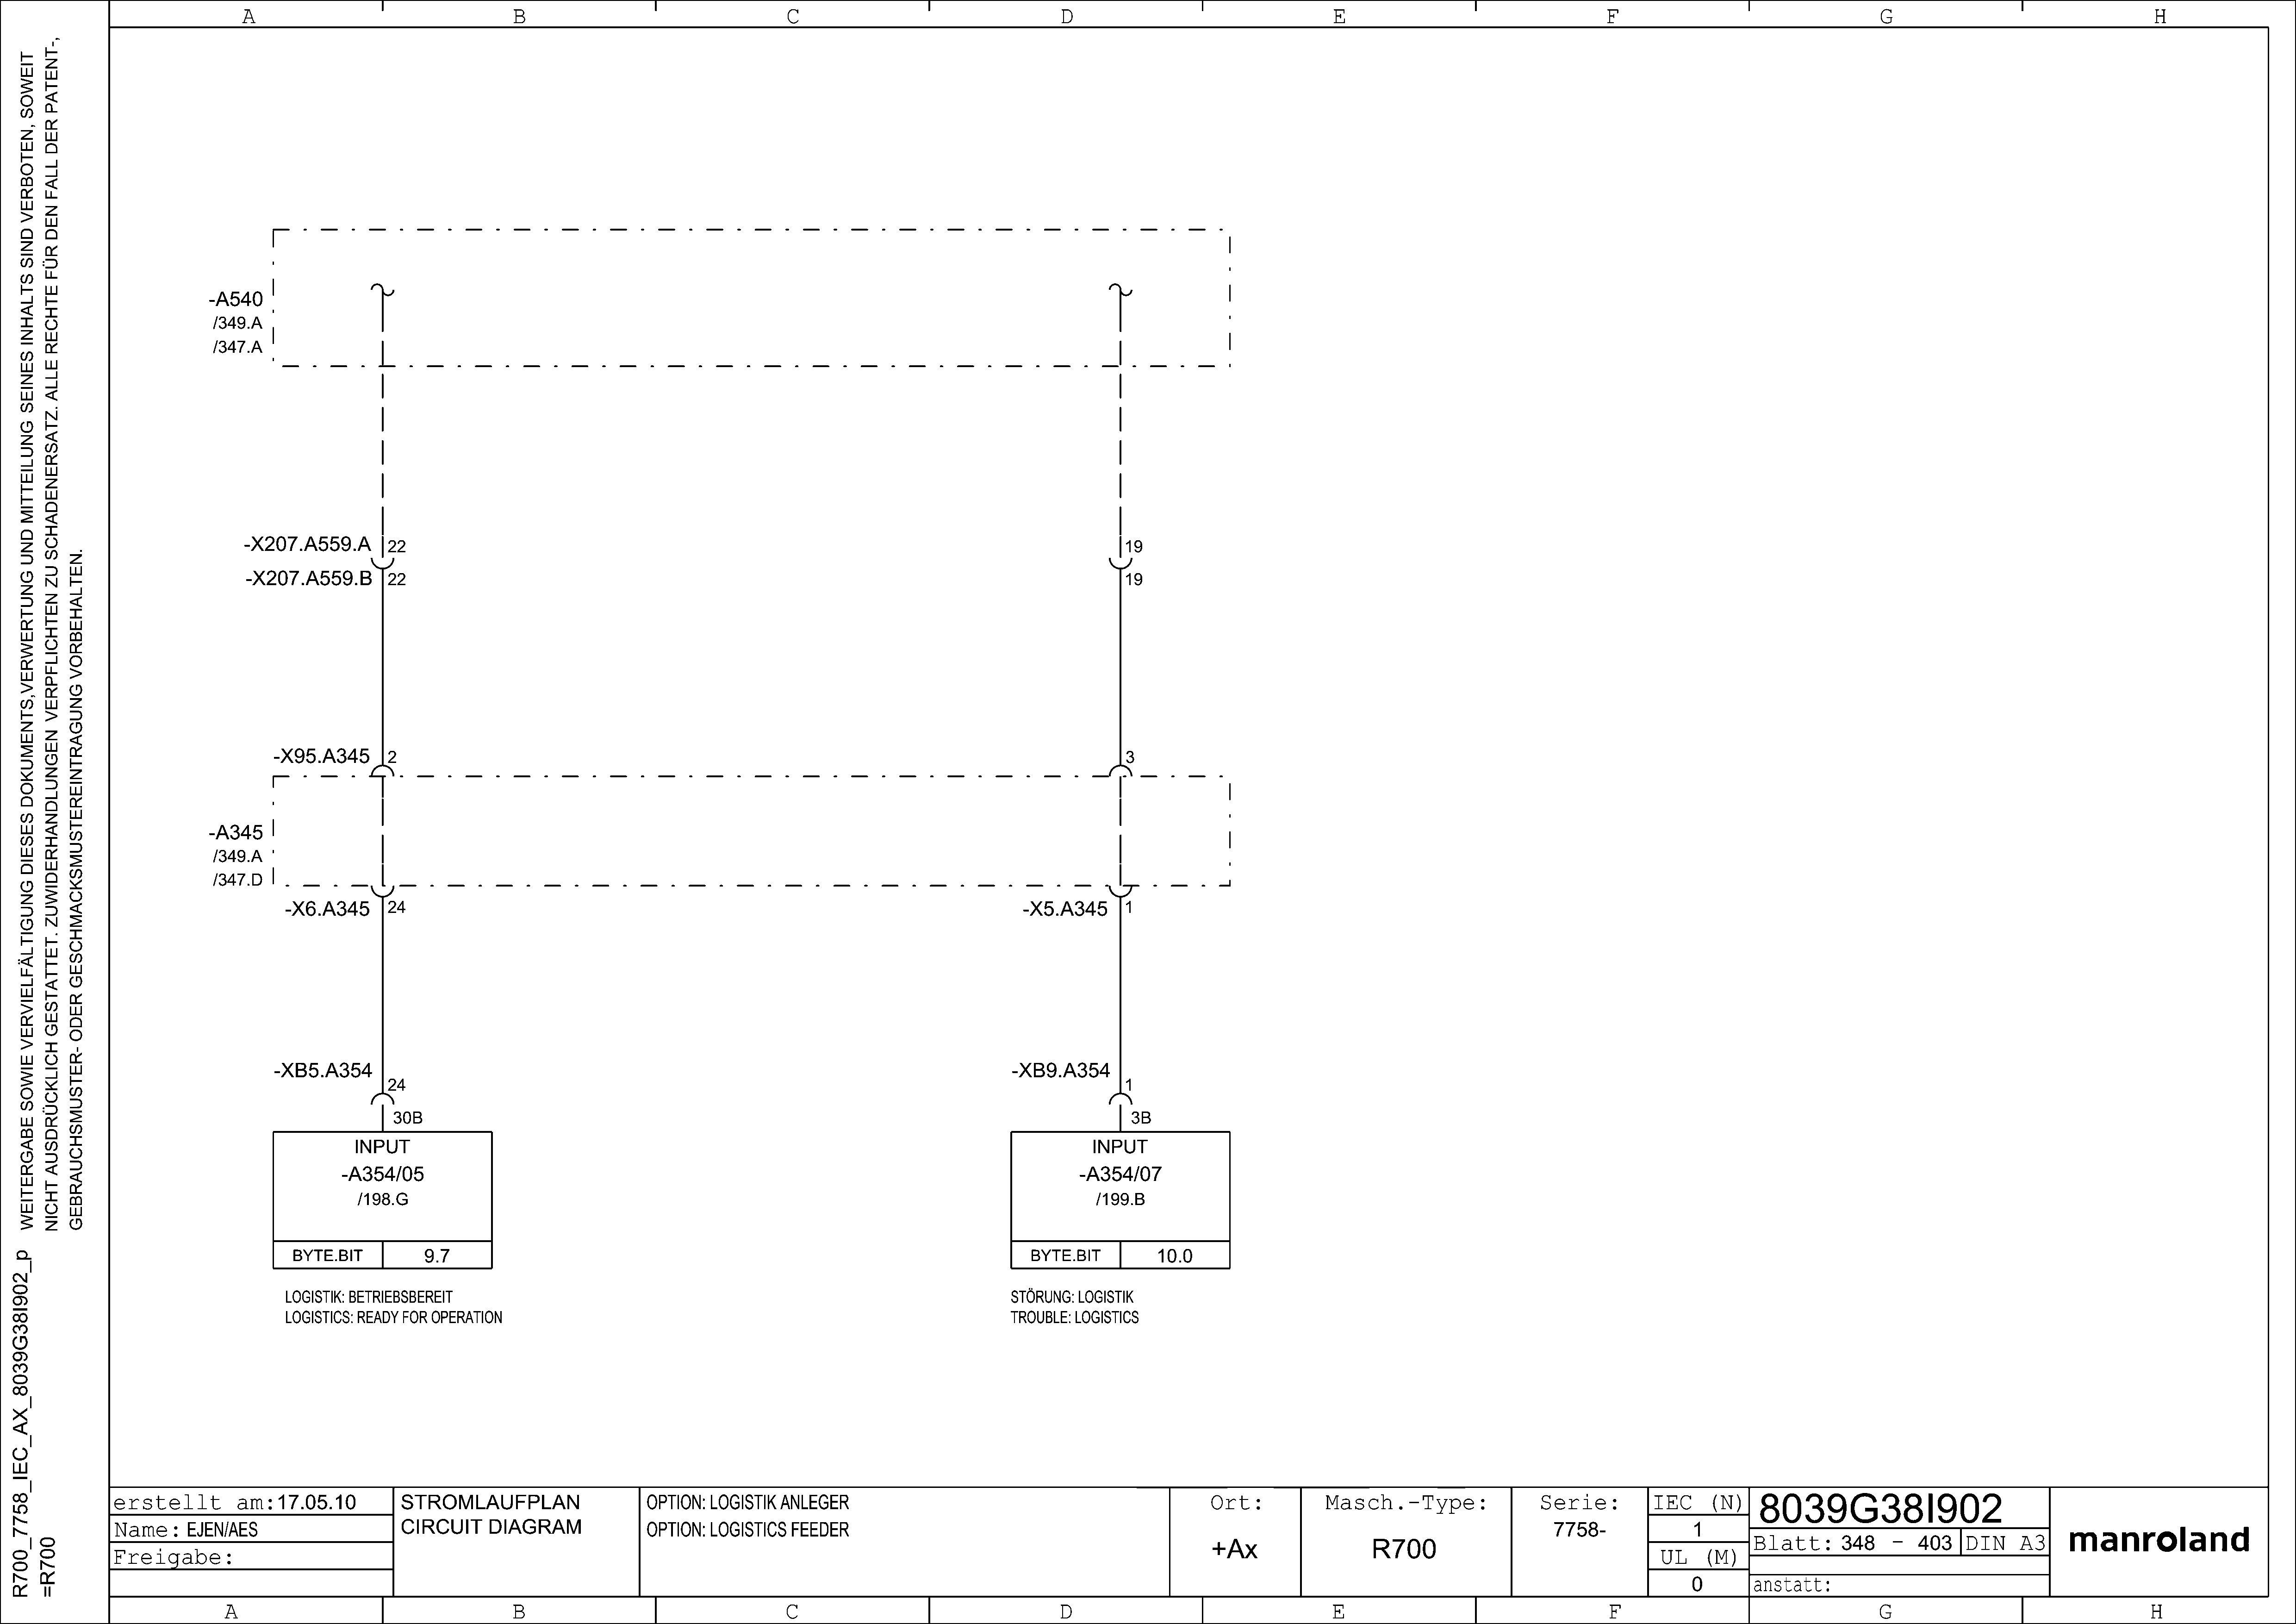 A B C D E F G H
WEITERGABE SOWIE VERVIELFÄLTIGUNG DIESES DOKUMENTS,VERWERTUNG UND MITTEILUNG SEINES INHALTS SIND VERBOTEN, SOWEIT
NICHT AUSDRÜCKLICH GESTATTET. ZUWIDERHANDLUNGEN VERPFLICHTEN ZU SCHADENERSATZ. ALLE RECHTE FÜR DEN FALL DER PATENT-,
GEBRAUCHSMUSTER- ODER GESCHMACKSMUSTEREINTRAGUNG VORBEHALTEN.
R700_7758_IEC_AX_8039G38I902_p
=R700
-A540
/349.A
/347.A
-X207.A559.A 22 19
-X207.A559.B 22 19
-X95.A345 2 3
-A345
/349.A
/347.D
-X6.A345 24 -X5.A345 1
-XB5.A354 -XB9.A354
24 1
30B 3B
INPUT INPUT
-A354/05 -A354/07
/198.G /199.B
BYTE.BIT 9.7 BYTE.BIT 10.0
LOGISTIK: BETRIEBSBEREIT STÖRUNG: LOGISTIK
LOGISTICS: READY FOR OPERATION TROUBLE: LOGISTICS
erstellt am:17.05.10 STROMLAUFPLAN OPTION: LOGISTIK ANLEGER Ort: Masch.-Type: Serie: IEC (N) 8039G38I902
Name: EJEN/AES CIRCUIT DIAGRAM OPTION: LOGISTICS FEEDER 7758- 1
+Ax R700 Blatt: 348 - 403 DIN A3 manroland
Freigabe: UL (M)
0 anstatt:
A B C D E F G H